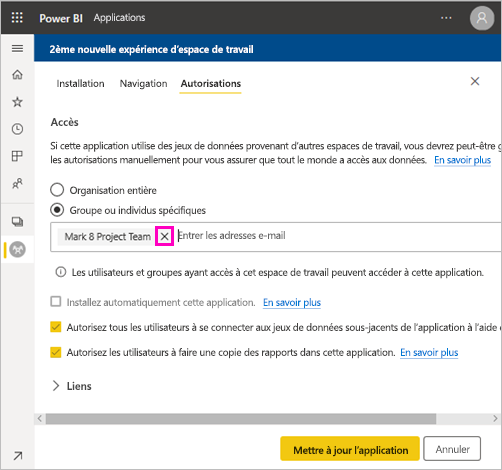 Power BI Applications
2ème nouvelle expérience d'espace de travail
Installation Navigation Autorisations
Accès
Si cette application utilise des jeux de données provenant d'autres espaces de travail, vous devrez peut-être
les autorisations manuellement pour vous assurer que tout le monde a accès aux données. En savoir plus
Organisation entière
Groupe ou individus spécifiques
Mark 8 Project Team Entrer les adresses e-mail
Les utilisateurs et groupes ayant accès à cet espace de travail peuvent accéder à cette application.
Installez automatiquement cette application. En savoir plus
Autorisez tous les utilisateurs à se connecter aux jeux de données sous-jacents de l'application à l'aide
Autorisez les utilisateurs à faire une copie des rapports dans cette application. En savoir plus
Liens
Mettre à jour l'application Annuler